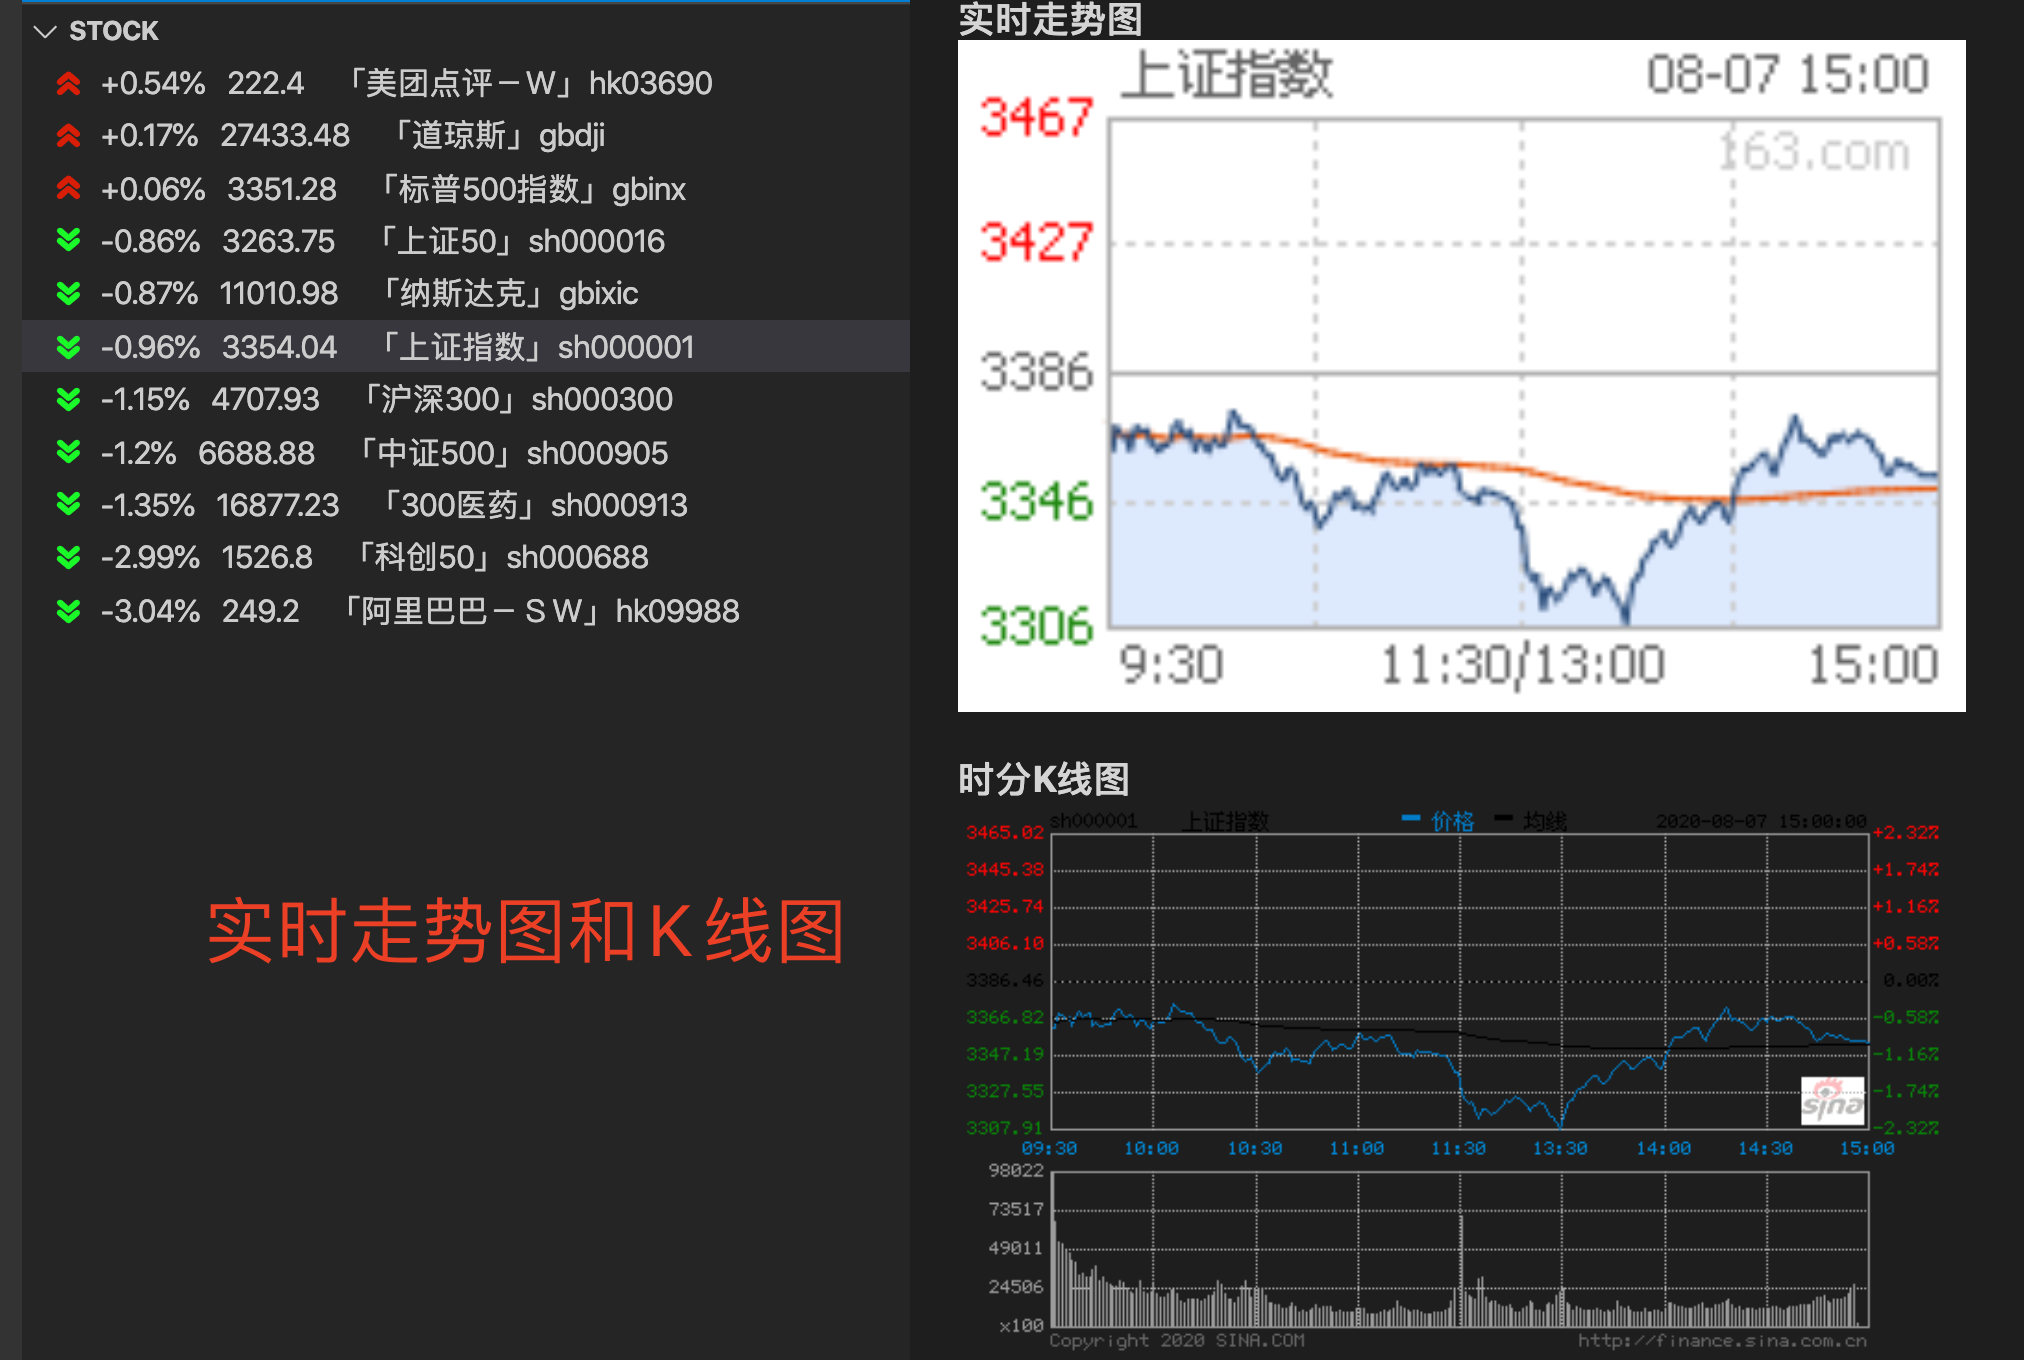 STOCK
+0.54% 222.4 「美团点评－W」hk03690
+0.17% 27433.48 「道琼斯」gbdji
+0.06% 3351.28 「标普500指数」gbinx
-0.86% 3263.75 「上证50」sh000016
-0.87% 11010.98 「纳斯达克」gbixic
-0.96% 3354.04 「上证指数」sh000001
-1.15% 4707.93 「沪深300」sh000300
-1.2% 6688.88 「中证500」sh000905
-1.35% 16877.23 「300医药」sh000913
-2.99% 1526.8 「科创50」sh000688
-3.04% 249.2 「阿里巴巴－ＳＷ」hk09988
实时走势图和K线图
实时走势图
上证指数 08-07 15:00
163.com
3467
3427
3386
3346
3306
9:30 11:30/13:00 15:00
时分K线图
sh000001 上证指数 价格 均线 2020-08-07 15:00:00
3465.02 +2.32%
3445.38 +1.74%
3425.74 +1.16%
3406.10 +0.58%
3386.46 0.00%
3366.82 -0.58%
3347.19 -1.16%
3327.55 -1.74%
sina
3307.91 -2.32%
09:30 10:00 10:30 11:00 11:30 13:30 14:00 14:30 15:00
98022
73517
49011
24506
x100
Copyright 2020 SINA.COM http://finance.sina.com.cn